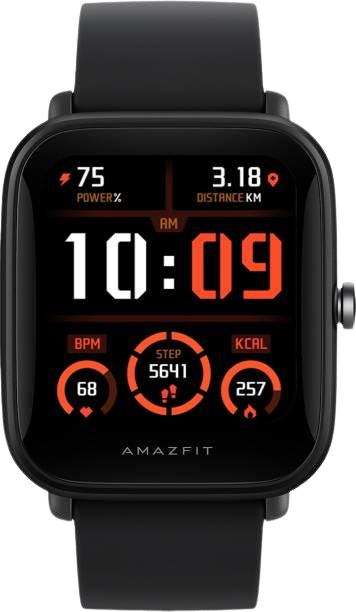 75 3.18
POWER% DISTANCE KM
AM
10:09
BPM STEP KCAL
68 5641 257
AMAZFIT